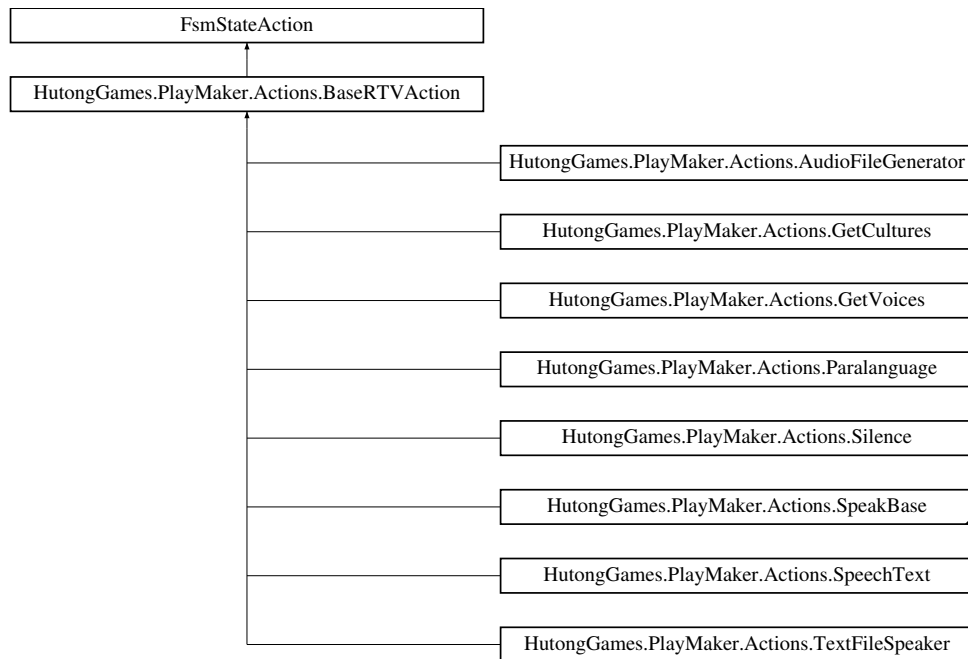 FsmStateAction
HutongGames.PlayMaker.Actions.BaseRTVAction
HutongGames.PlayMaker.Actions.AudioFileGenerator
HutongGames.PlayMaker.Actions.GetCultures
HutongGames.PlayMaker.Actions.GetVoices
HutongGames.PlayMaker.Actions.Paralanguage
HutongGames.PlayMaker.Actions.Silence
HutongGames.PlayMaker.Actions.SpeakBase
HutongGames.PlayMaker.Actions.SpeechText
HutongGames.PlayMaker.Actions.TextFileSpeaker